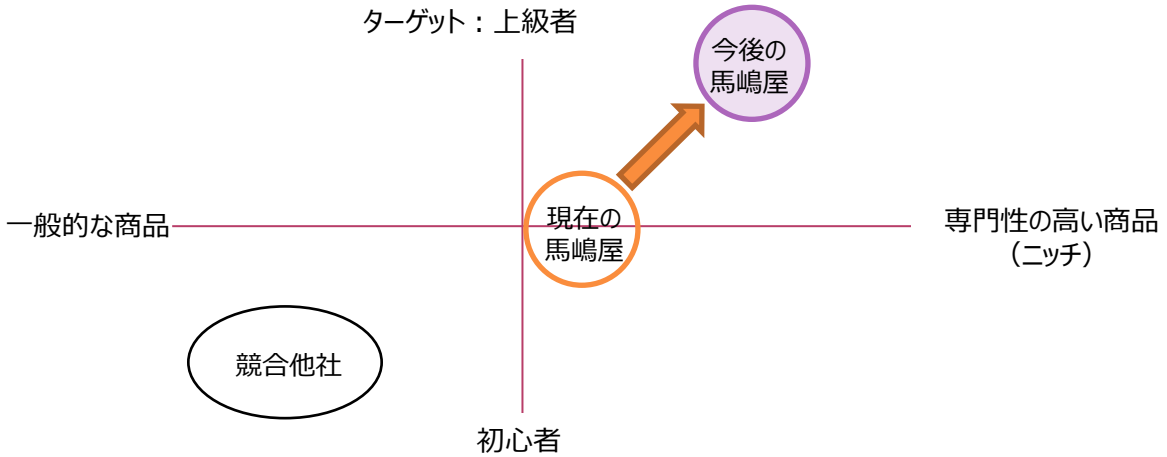 ターゲット：上級者
今後の
馬嶋屋
現在の
馬嶋屋
一般的な商品
専門性の高い商品
（ニッチ）
競合他社
初心者